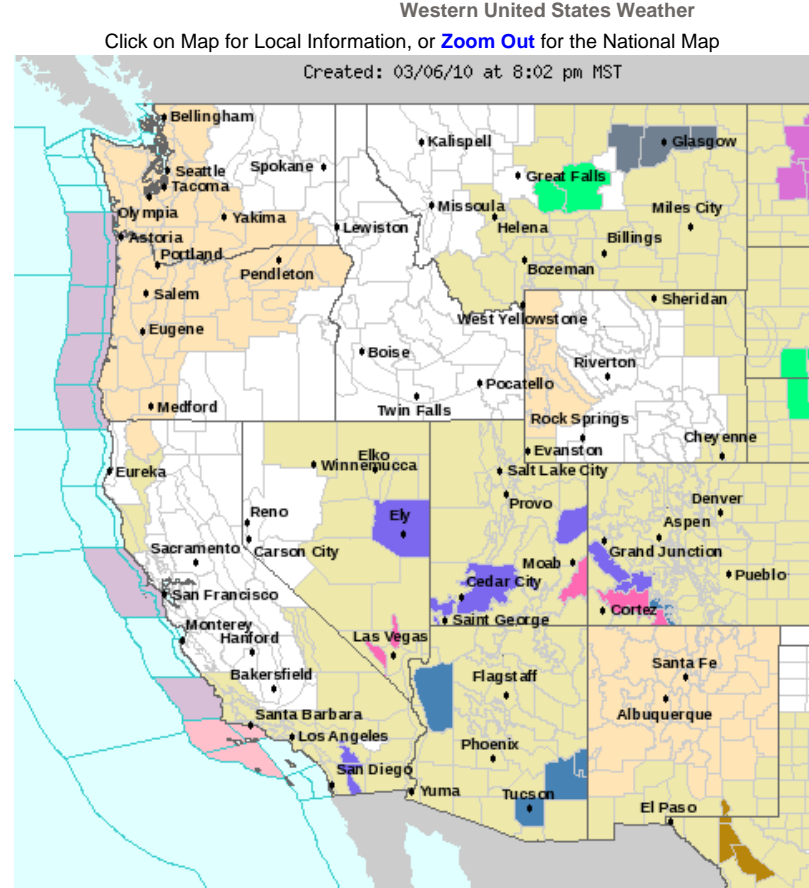 Western United States Weather
Click on Map for Local Information, or Zoom Out for the National Map
Created: 03/06/10 at 8:02 pm MST
Bellingham
Kalispell
Glasgow
Spokane
Seattle
Great Falls
Tacoma
Olympia
Yakima
Missoula
Miles City
Lewiston
Helena
Astoria
Billings
Portland
Pendleton
Bozeman
Salem
Sheridan
West Yellowstone
Eugene
Boise
Riverton
Pocatello
Medford
Twin Falls
Rock Springs
Cheyenne
Elko
Evanston
Winnemucca
Eureka
Salt Lake City
Provo
Denver
Reno
Ely
Aspen
Sacramento
Carson City
Grand Junction
Moab
Pueblo
Cedar City
San Francisco
Cortez
Saint George
Monterey
Hanford
Las Vegas
Santa Fe
Bakersfield
Flagstaff
Santa Barbara
Albuquerque
Los Angeles
Phoenix
San Diego
Yuma
Tucson
El Paso